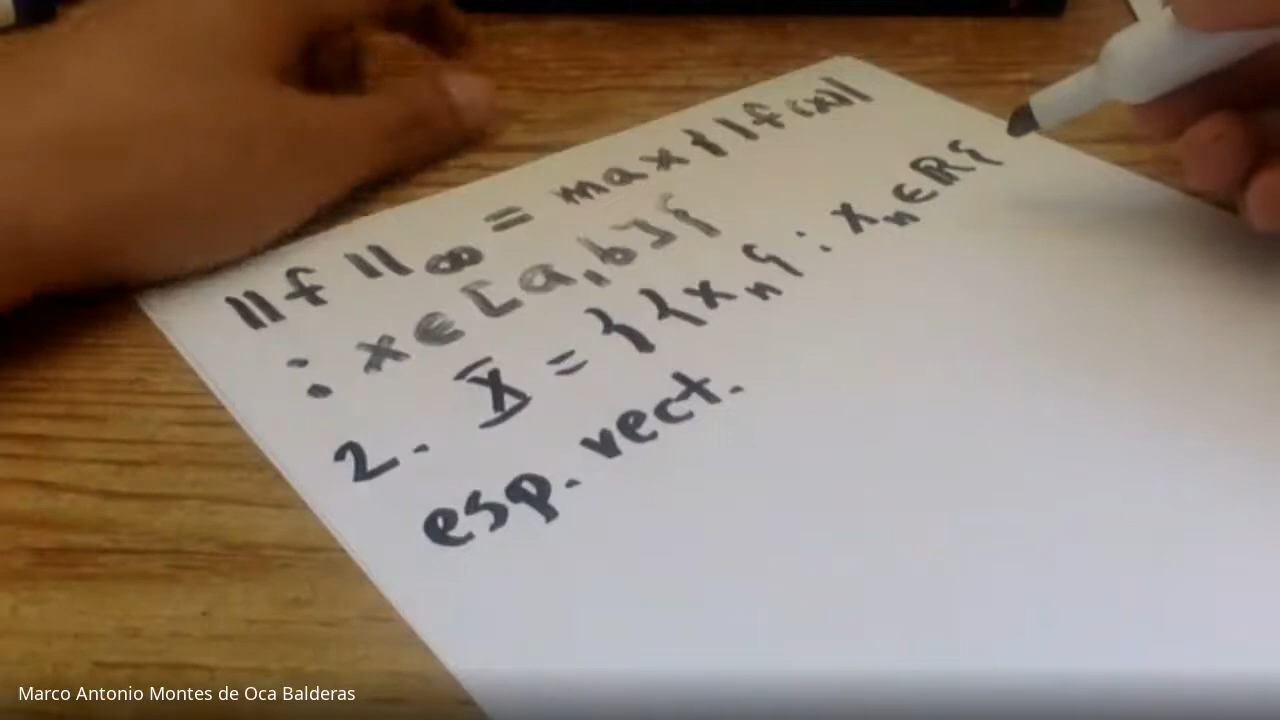 ||f||∞ = max{|f(x)|
: x∈[a,b]}
2. X = {{xn} : xn∈ℝ}
esp. vect.
Marco Antonio Montes de Oca Balderas